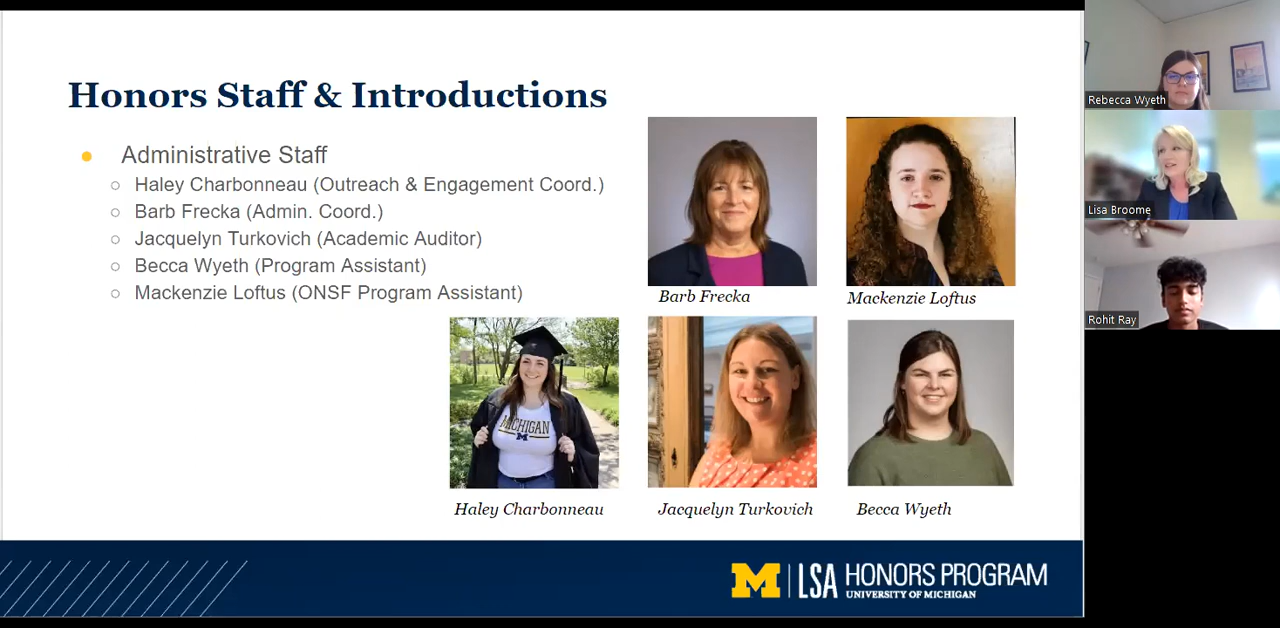 Honors Staff & Introductions
Administrative Staff
Haley Charbonneau (Outreach & Engagement Coord.)
Barb Frecka (Admin. Coord.)
Jacquelyn Turkovich (Academic Auditor)
Becca Wyeth (Program Assistant)
Mackenzie Loftus (ONSF Program Assistant)
Barb Frecka
Mackenzie Loftus
MICHIGAN
M
Haley Charbonneau
Jacquelyn Turkovich
Becca Wyeth
M LSA HONORS PROGRAM
UNIVERSITY OF MICHIGAN
Rebecca Wyeth
Lisa Broome
Rohit Ray